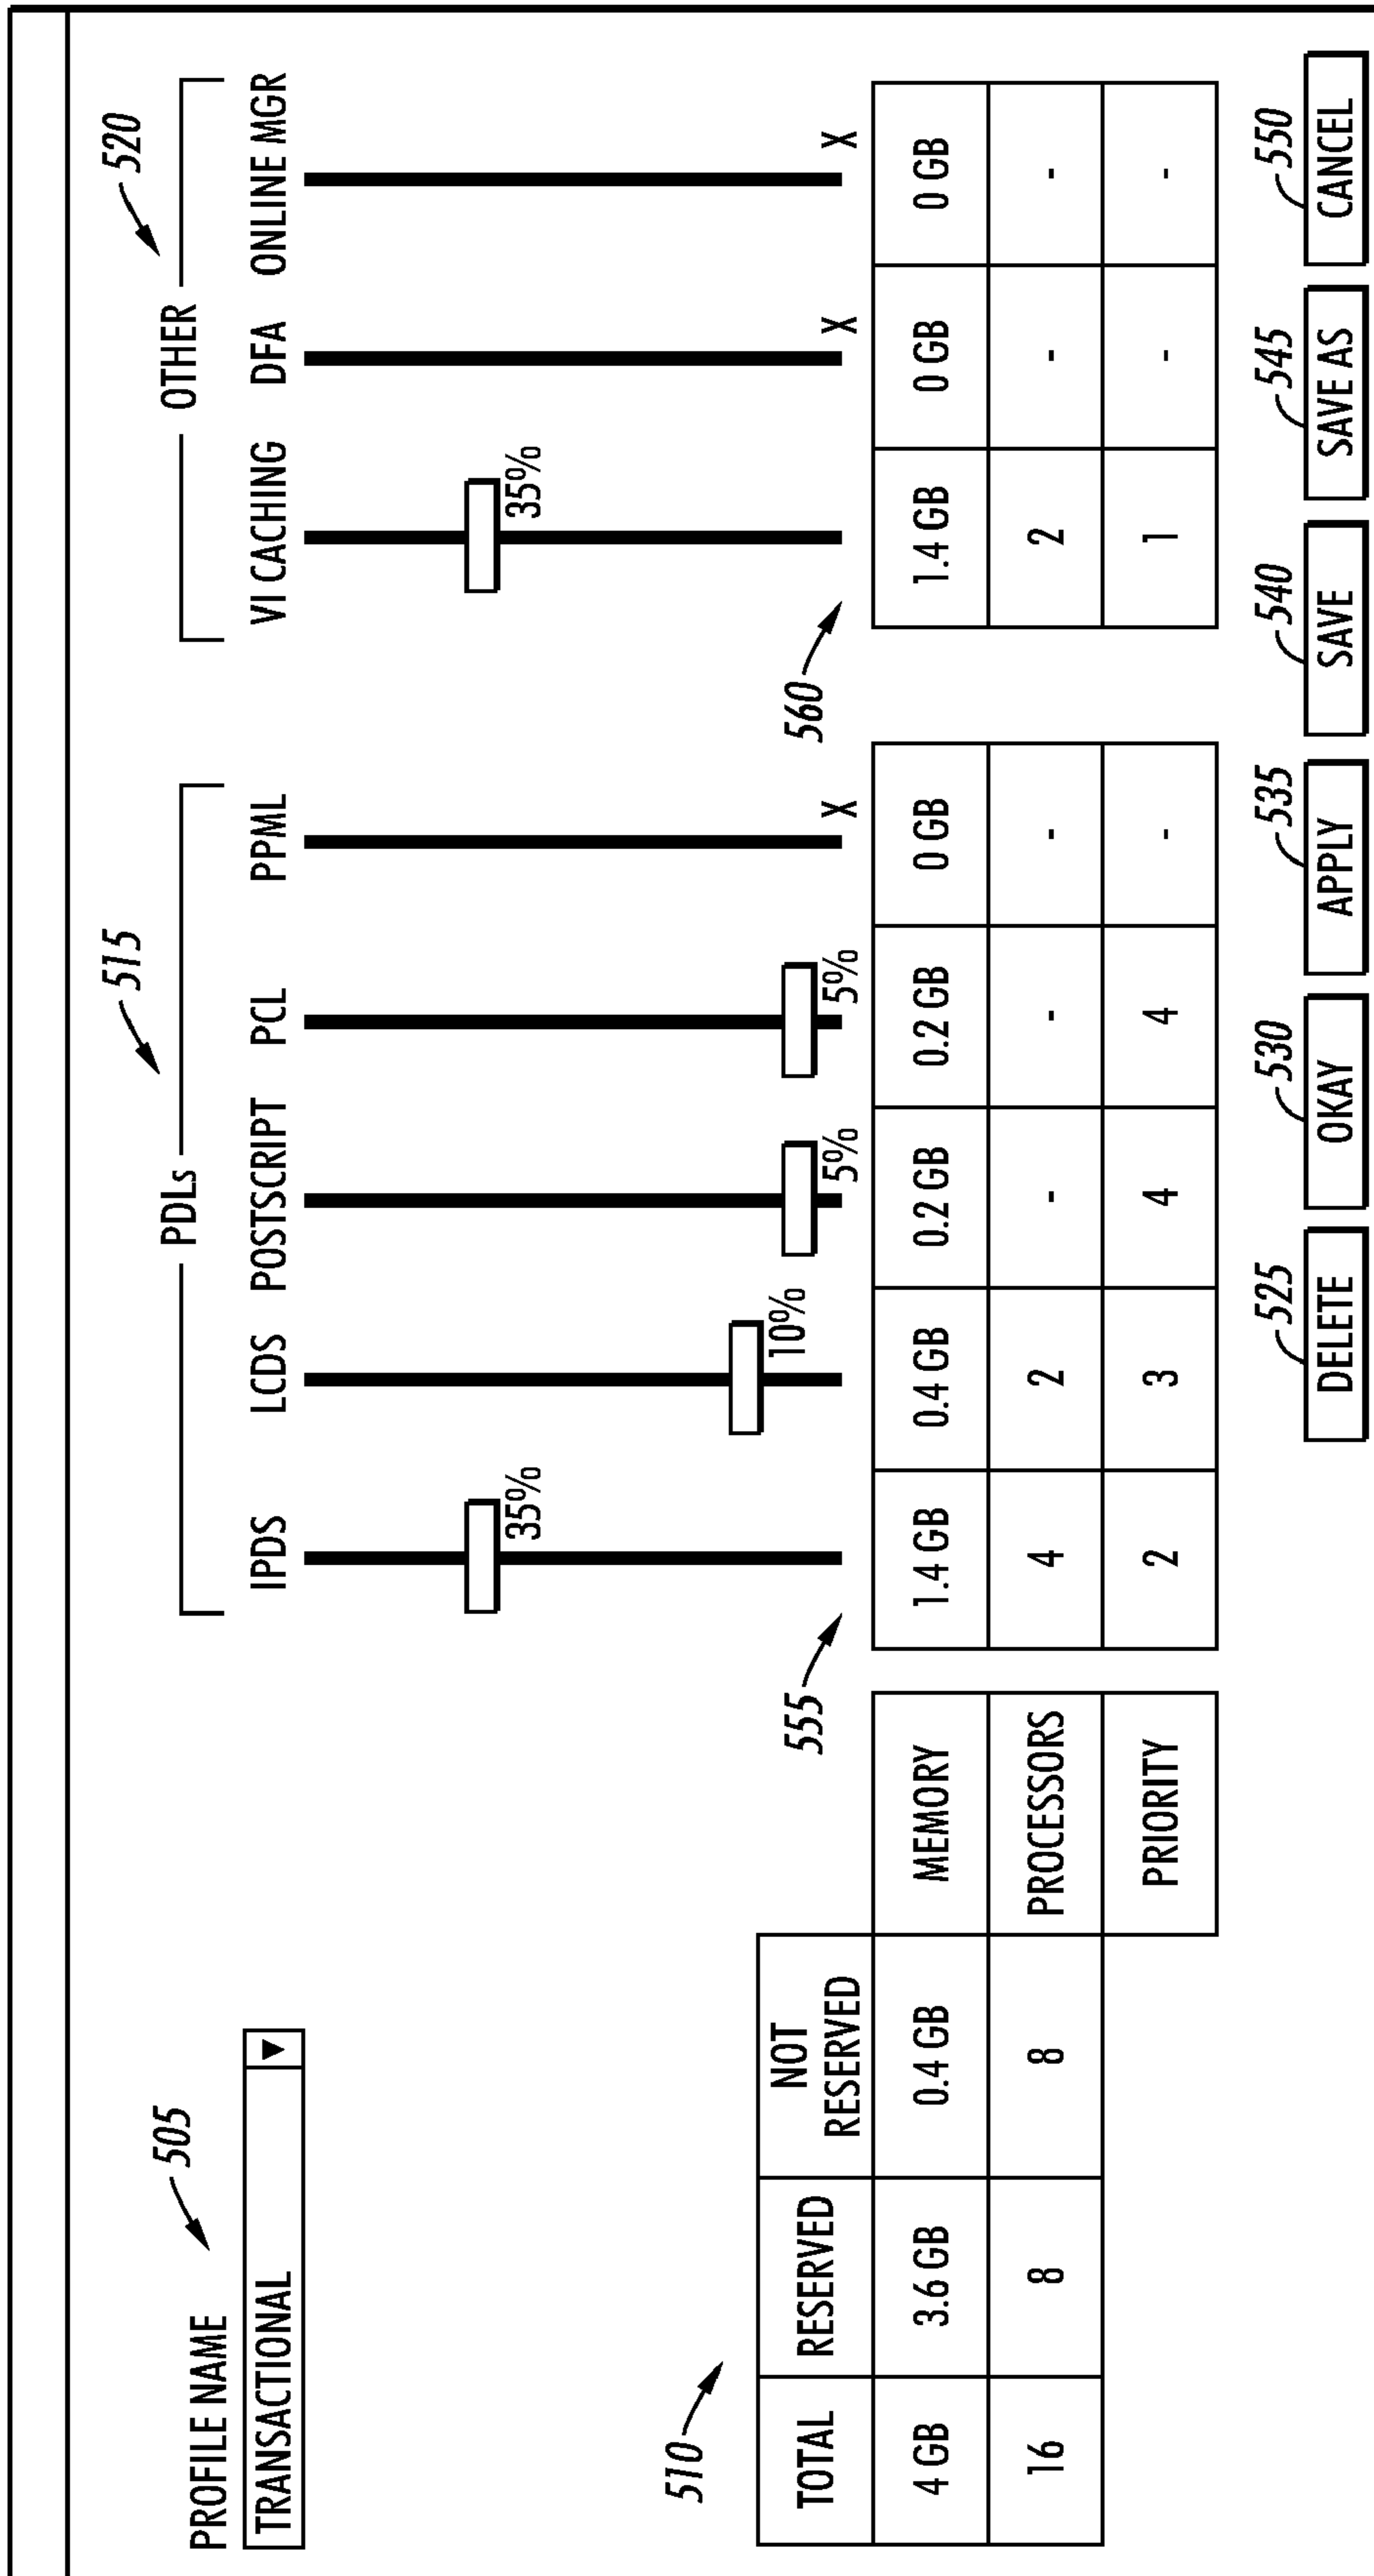 520
515
505
PDLs
OTHER
PROFILE NAME
TRANSACTIONAL
IPDS LCDS POSTSCRIPT PCL PPML
VI CACHING DFA ONLINE MGR
35%
35%
10%
5%
5%
X
X
X
510
555
560
TOTAL RESERVED NOT RESERVED
4 GB 3.6 GB 0.4 GB MEMORY 1.4 GB 0.4 GB 0.2 GB 0.2 GB 0 GB 1.4 GB 0 GB 0 GB
16 8 8 PROCESSORS 4 2 - - - 2 - -
PRIORITY 2 3 4 4 - 1 - -
525 530 535 540 545 550
DELETE OKAY APPLY SAVE SAVE AS CANCEL